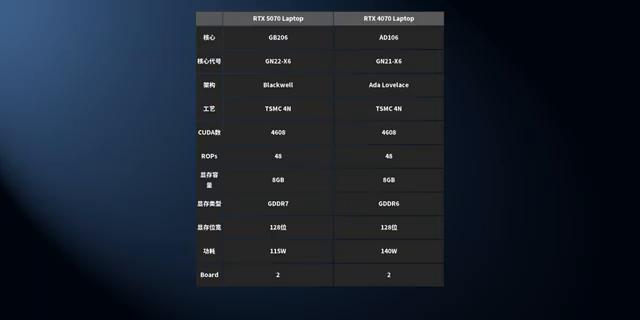 RTX 5070 Laptop RTX 4070 Laptop
核心 GB206 AD106
核心代号 GN22-X6 GN21-X6
架构 Blackwell Ada Lovelace
工艺 TSMC 4N TSMC 4N
CUDA数 4608 4608
ROPs 48 48
显存容
量 8GB 8GB
显存类型 GDDR7 GDDR6
显存位宽 128位 128位
功耗 115W 140W
Board 2 2